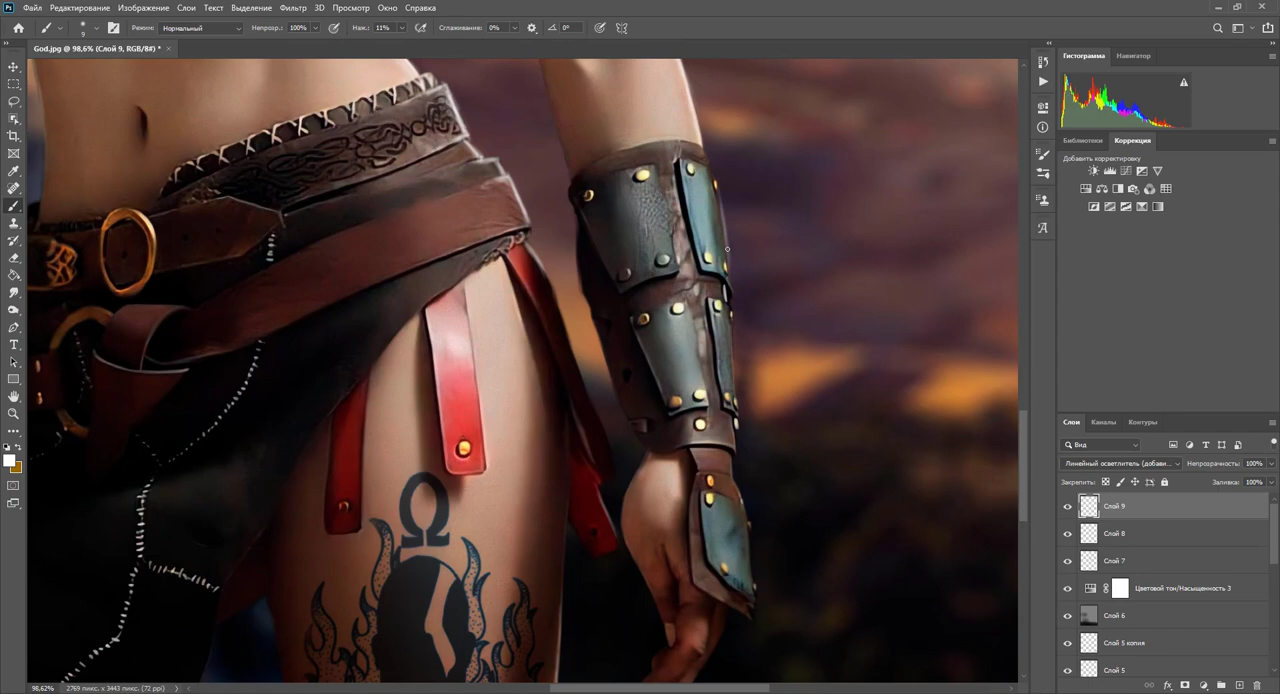 Ps Файл Редактирование Изображение Слои Текст Выделение Фильтр 3D Просмотр Окно Справка
9 Режим: Нормальный Непрозр.: 100% Наж.: 11% Сглаживание: 0% 0°
God.jpg @ 98,6% (Слой 9, RGB/8#) * ×
Гистограмма Навигатор
Библиотеки Коррекция
Добавить корректировку
Слои Каналы Контуры
Вид
Линейный осветлитель (добави... Непрозрачность: 100%
Закрепить: Заливка: 100%
Слой 9
Слой 8
Слой 7
Цветовой тон/Насыщенность 3
Слой 6
Слой 5 копия
Слой 5
98,62% 2769 пикс. x 3443 пикс. (72 ppi)